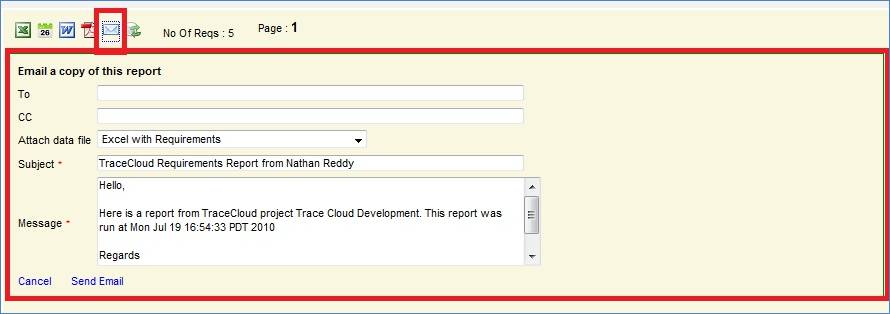 26 No Of Reqs : 5 Page : 1
Email a copy of this report
To
CC
Attach data file Excel with Requirements
Subject * TraceCloud Requirements Report from Nathan Reddy
Hello,
Here is a report from TraceCloud project Trace Cloud Development. This report was
Message *
run at Mon Jul 19 16:54:33 PDT 2010
Regards
Cancel Send Email